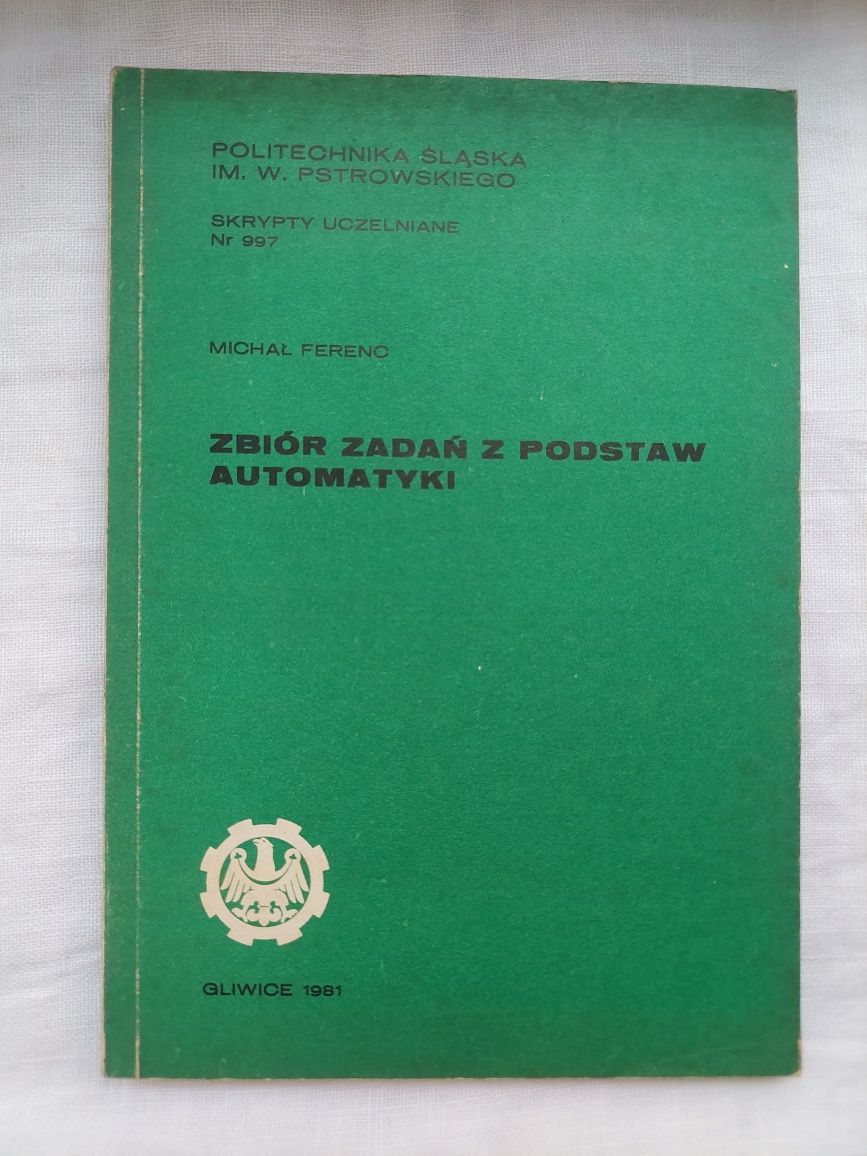 POLITECHNIKA ŚLĄSKA
IM. W. PSTROWSKIEGO
SKRYPTY UCZELNIANE
Nr 997
MICHAŁ FERENC
ZBIÓR ZADAŃ Z PODSTAW
AUTOMATYKI
GLIWICE 1981